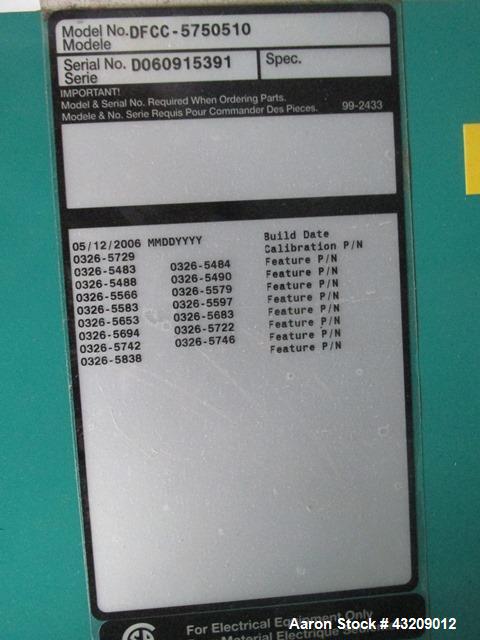 Model No. DFCC-5750510
Modele
Serial No. D060915391 Spec.
Serie
IMPORTANT!
Model & Serial No. Required When Ordering Parts.
Modele & No. Serie Requis Pour Commander Des Pieces. 99-2433
05/12/2006 MMDDYYYY Build Date
0326-5729 Calibration P/N
0326-5483 0326-5484 Feature P/N
0326-5488 0326-5490 Feature P/N
0326-5566 0326-5579 Feature P/N
0326-5583 0326-5597 Feature P/N
0326-5653 0326-5683 Feature P/N
0326-5694 0326-5722 Feature P/N
0326-5742 0326-5746 Feature P/N
0326-5838 Feature P/N
For Electrical Equipment Only
Material Electrique
Aaron Stock # 43209012